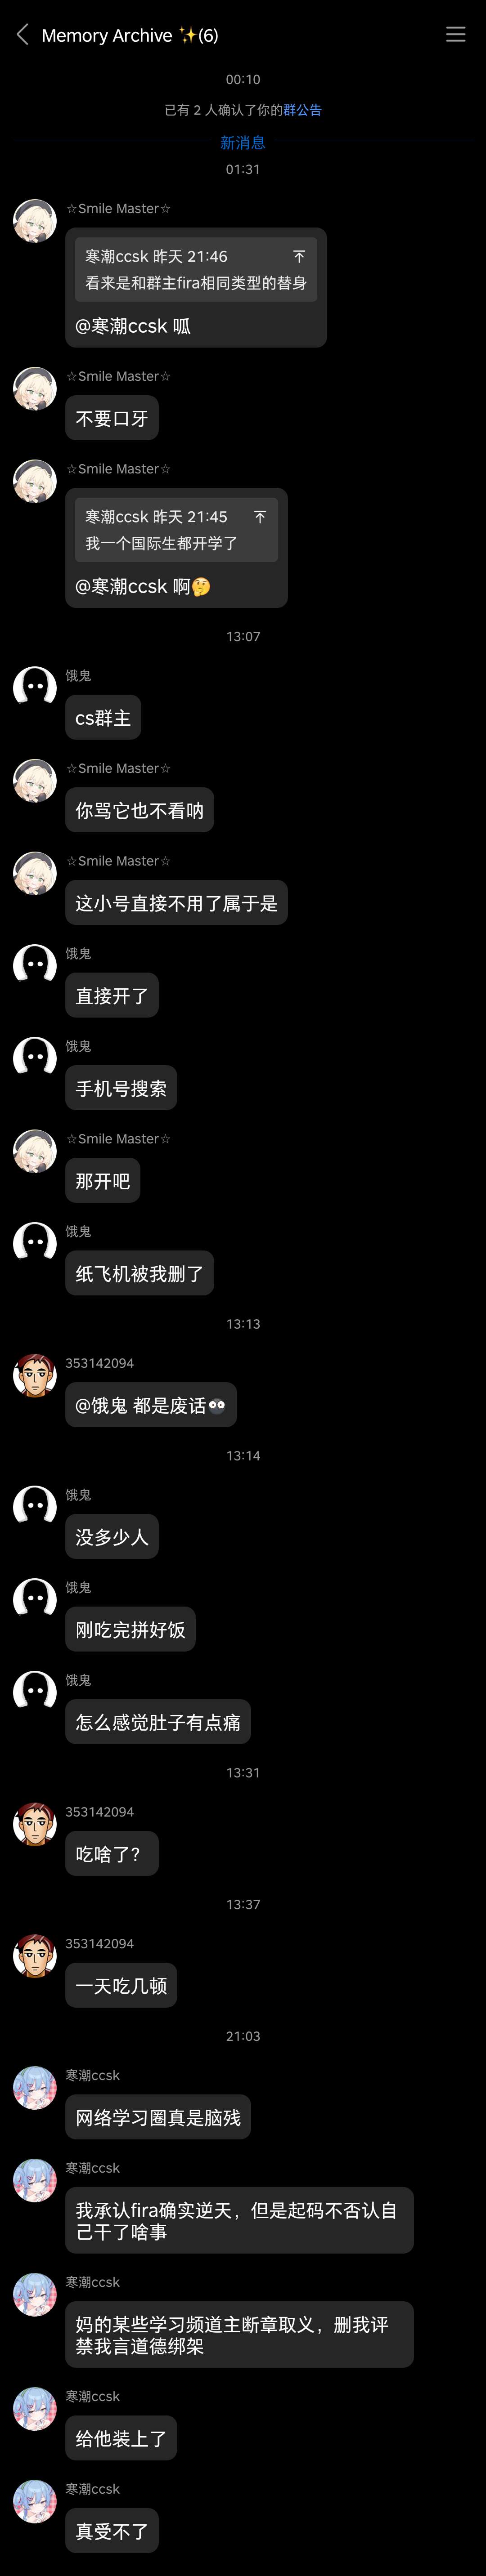 Memory Archive ✨(6)
00:10
已有 2 人确认了你的群公告
新消息
01:31
☆Smile Master☆
寒潮ccsk 昨天 21:46
看来是和群主fira相同类型的替身
@寒潮ccsk 呱
☆Smile Master☆
不要口牙
☆Smile Master☆
寒潮ccsk 昨天 21:45
我一个国际生都开学了
@寒潮ccsk 啊🤔
13:07
饿鬼
cs群主
☆Smile Master☆
你骂它也不看呐
☆Smile Master☆
这小号直接不用了属于是
饿鬼
直接开了
饿鬼
手机号搜索
☆Smile Master☆
那开吧
饿鬼
纸飞机被我删了
13:13
353142094
@饿鬼 都是废话👀
13:14
饿鬼
没多少人
饿鬼
刚吃完拼好饭
饿鬼
怎么感觉肚子有点痛
13:31
353142094
吃啥了？
13:37
353142094
一天吃几顿
21:03
寒潮ccsk
网络学习圈真是脑残
寒潮ccsk
我承认fira确实逆天，但是起码不否认自
己干了啥事
寒潮ccsk
妈的某些学习频道主断章取义，删我评
禁我言道德绑架
寒潮ccsk
给他装上了
寒潮ccsk
真受不了